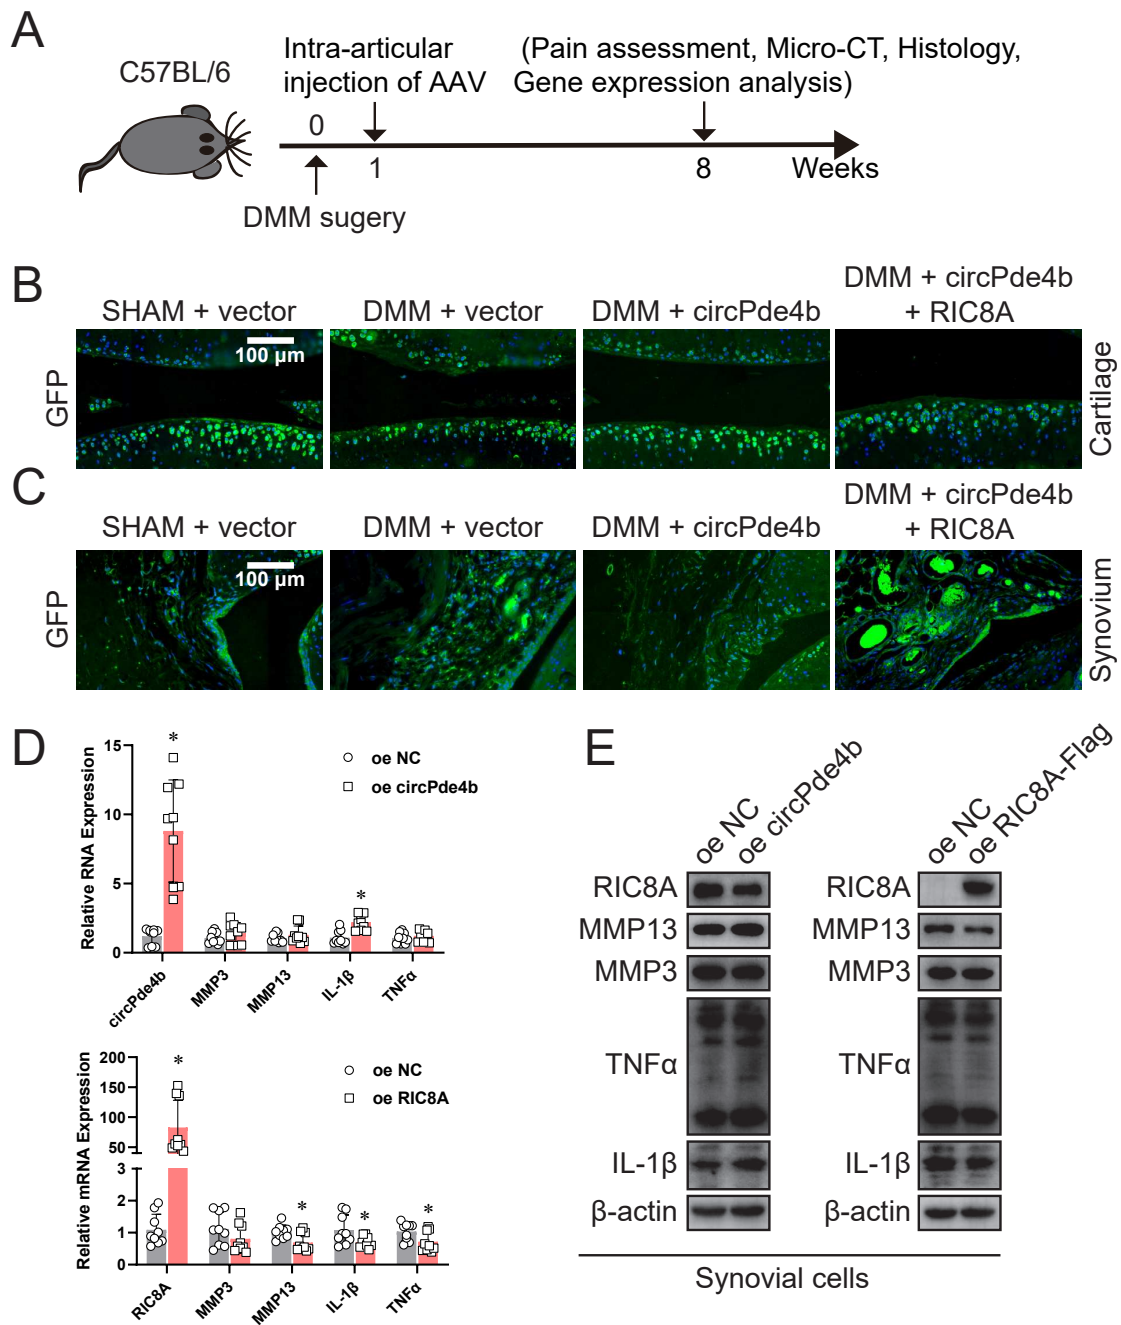 A
C57BL/6
Intra-articular
injection of AAV
(Pain assessment, Micro-CT, Histology,
Gene expression analysis)
0
1
8
Weeks
DMM sugery
B
SHAM + vector
DMM + vector
DMM + circPde4b
DMM + circPde4b
+ RIC8A
100 μm
GFP
Cartilage
C
SHAM + vector
DMM + vector
DMM + circPde4b
DMM + circPde4b
+ RIC8A
100 μm
GFP
Synovium
D
Relative RNA Expression
15
10
5
0
*
*
oe NC
oe circPde4b
circPde4b
MMP3
MMP13
IL-1β
TNFα
Relative mRNA Expression
200
150
100
50
3
2
1
0
*
*
*
*
oe NC
oe RIC8A
RIC8A
MMP3
MMP13
IL-1β
TNFα
E
oe NC
oe circPde4b
RIC8A
MMP13
MMP3
TNFα
IL-1β
β-actin
oe NC
oe RIC8A-Flag
RIC8A
MMP13
MMP3
TNFα
IL-1β
β-actin
Synovial cells